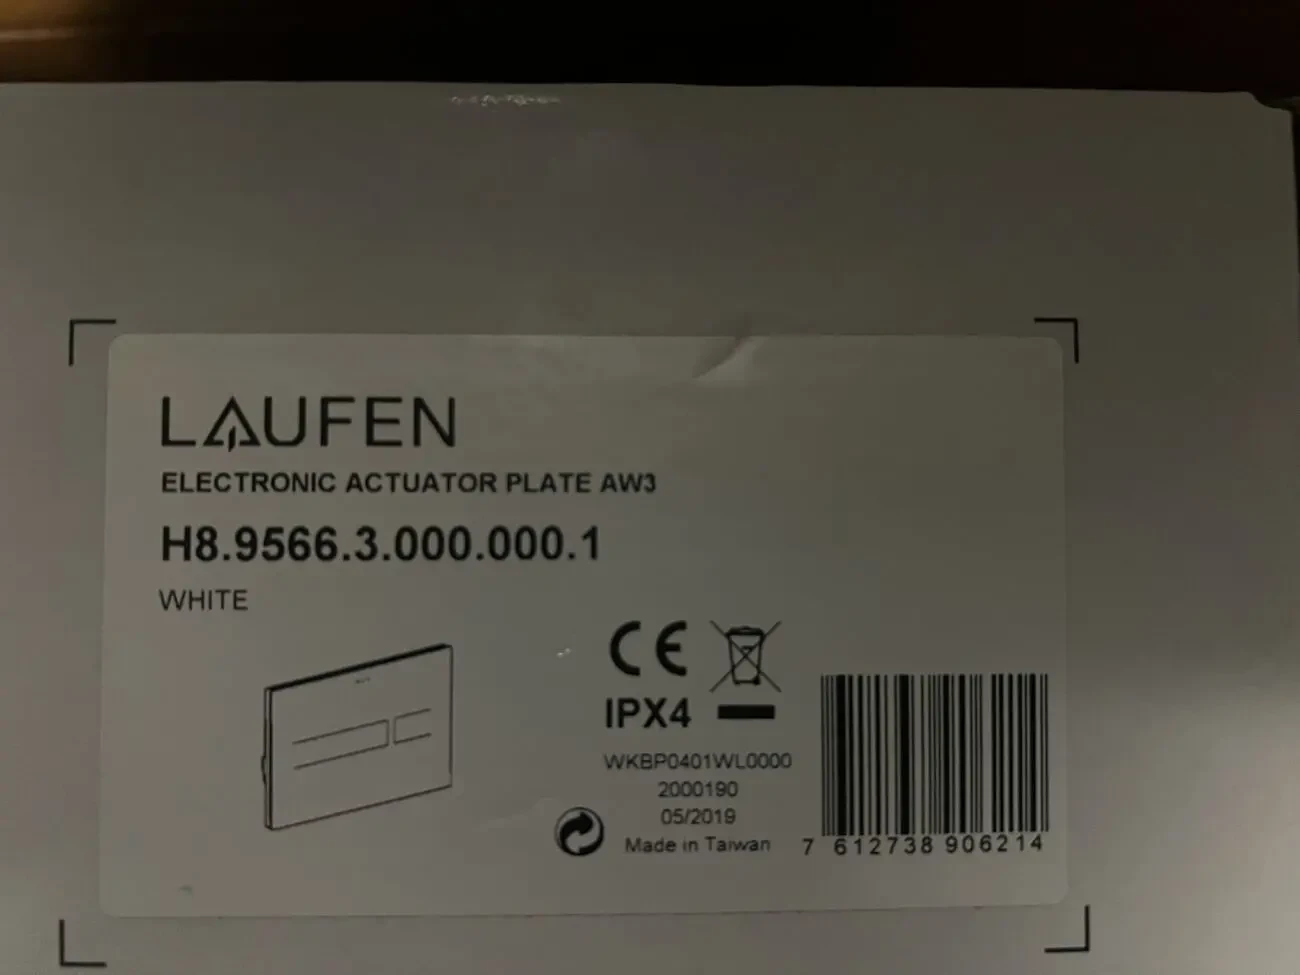 LAUFEN
ELECTRONIC ACTUATOR PLATE AW3
H8.9566.3.000.000.1
WHITE
CE
IPX4
WKBP0401WL0000
2000190
05/2019
Made in Taiwan
7 612738 906214